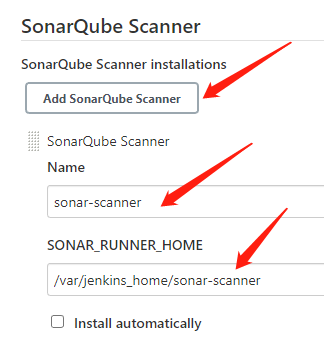 SonarQube Scanner
SonarQube Scanner installations
Add SonarQube Scanner
SonarQube Scanner
Name
sonar-scanner
SONAR_RUNNER_HOME
/var/jenkins_home/sonar-scanner
Install automatically